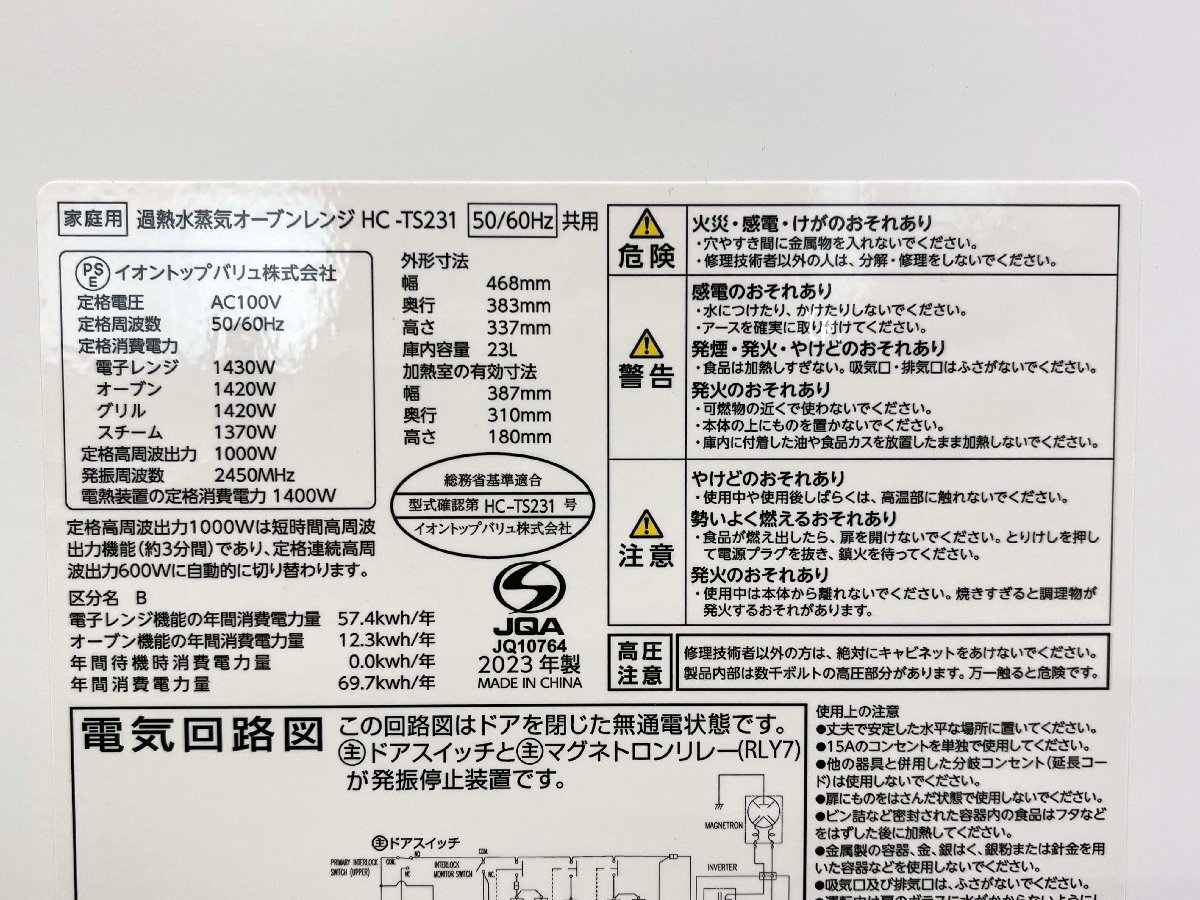 家庭用 過熱水蒸気オーブンレンジ HC -TS231 50/60Hz 共用
PSE イオントップバリュ株式会社
定格電圧 AC100V
定格周波数 50/60Hz
定格消費電力
電子レンジ 1430W
オーブン 1420W
グリル 1420W
スチーム 1370W
定格高周波出力 1000W
発振周波数 2450MHz
電熱装置の定格消費電力 1400W
外形寸法
幅 468mm
奥行 383mm
高さ 337mm
庫内容量 23L
加熱室の有効寸法
幅 387mm
奥行 310mm
高さ 180mm
総務省基準適合
型式確認第 HC-TS231 号
イオントップバリュ株式会社
定格高周波出力1000Wは短時間高周波
出力機能(約3分間)であり、定格連続高周
波出力600Wに自動的に切り替わります。
区分名 B
電子レンジ機能の年間消費電力量 57.4kwh/年
オーブン機能の年間消費電力量 12.3kwh/年
年間待機時消費電力量 0.0kwh/年
年間消費電力量 69.7kwh/年
JQA
JQ10764
2023年製
MADE IN CHINA
危険
火災・感電・けがのおそれあり
・穴やすき間に金属物を入れないでください。
・修理技術者以外の人は、分解・修理をしないでください。
警告
感電のおそれあり
・水につけたり、かけたりしないでください。
・アースを確実に取り付けてください。
発煙・発火・やけどのおそれあり
・食品は加熱しすぎない。吸気口・排気口はふさがないでください。
発火のおそれあり
・可燃物の近くで使わないでください。
・本体の上にものを置かないでください。
・庫内に付着した油や食品カスを放置したまま加熱しないでください。
注意
やけどのおそれあり
・使用中や使用後しばらくは、高温部に触れないでください。
勢いよく燃えるおそれあり
・食品が燃え出したら、扉を開けないでください。とりけしを押し
て電源プラグを抜き、鎮火を待ってください。
発火のおそれあり
・使用中は本体から離れないでください。焼きすぎると調理物が
発火するおそれがあります。
高圧
注意
修理技術者以外の方は、絶対にキャビネットをあけないでください。
製品内部は数千ボルトの高圧部分があります。万一触ると危険です。
電気回路図 この回路図はドアを閉じた無通電状態です。
主ドアスイッチと主マグネトロンリレー(RLY7)
が発振停止装置です。
MAGNETRON
主ドアスイッチ
PRIMARY INTERLOCK
SWITCH (UPPER)
COM.
NO
NC
INTERLOCK
MONITOR SWITCH
COM.
NC.
INVERTER
使用上の注意
●丈夫で安定した水平な場所に置いてください。
●15Aのコンセントを単独で使用してください。
●他の器具と併用した分岐コンセント(延長コー
ド)は使用しないでください。
●扉にものをはさんだ状態で使用しないでください。
●ビン詰など密封された容器内の食品はフタなど
をはずした後に加熱してください。
●金属製の容器、金、銀はく、銀粉または針金を用
いた容器などを使用しないでください。
●吸気口及び排気口は、ふさがないでください。